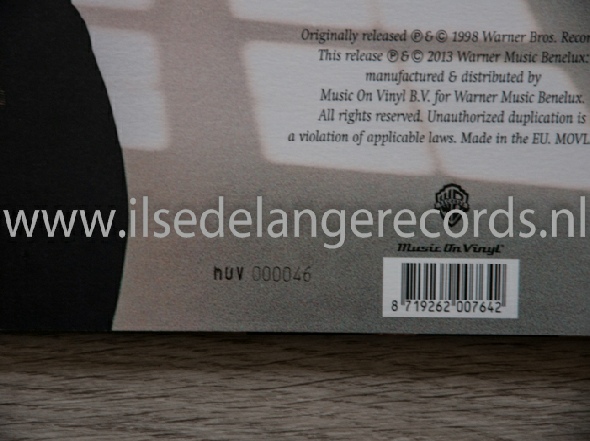 Originally released ℗ & © 1998 Warner Bros. Recor
This release ℗ & © 2013 Warner Music Benelux:
manufactured & distributed by
Music On Vinyl B.V. for Warner Music Benelux.
All rights reserved. Unauthorized duplication is
a violation of applicable laws. Made in the EU. MOVL
www.ilsedelangerecords.nl
Music On Vinyl
000046
8 719262 007642